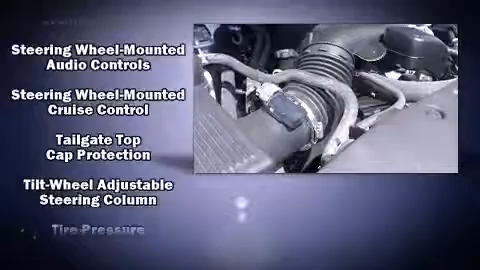 Steering Wheel-Mounted
Audio Controls
Steering Wheel-Mounted
Cruise Control
Tailgate Top
Cap Protection
Tilt-Wheel Adjustable
Steering Column
Tire-Pressure